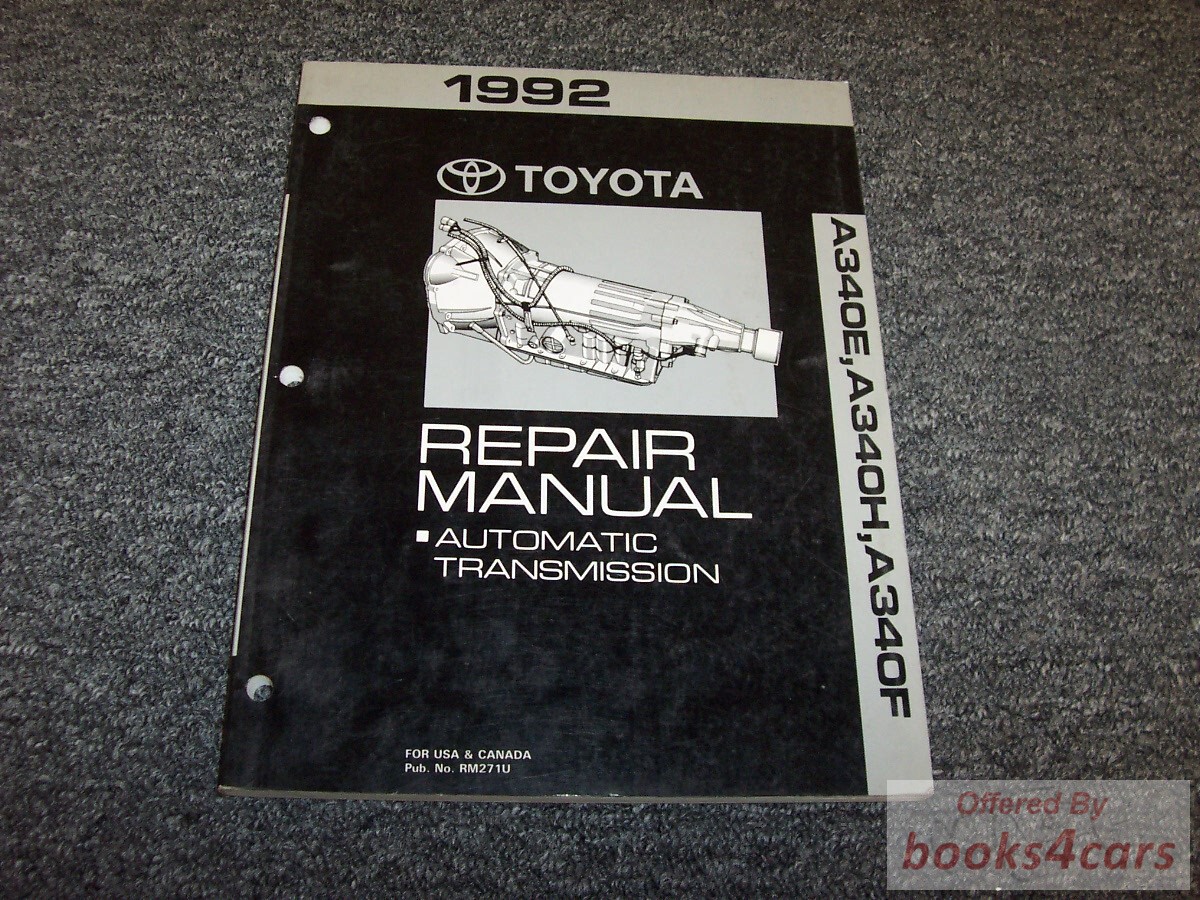 1992
TOYOTA
A340E, A340H, A340F
REPAIR
MANUAL
AUTOMATIC
TRANSMISSION
FOR USA & CANADA
Pub. No. RM271U
Offered By
books4cars